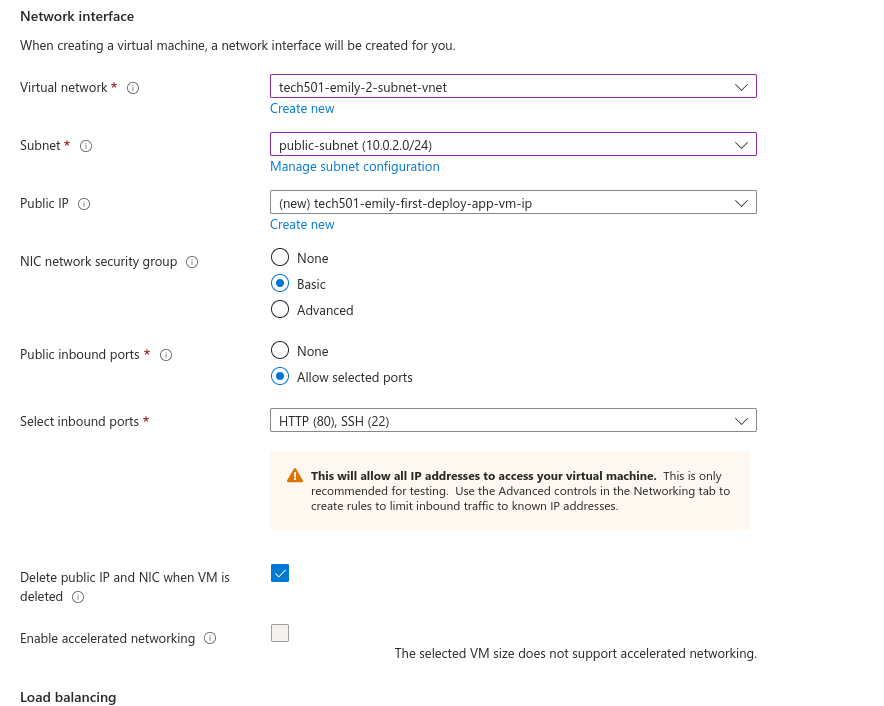 Network interface
When creating a virtual machine, a network interface will be created for you.
Virtual network *
tech501-emily-2-subnet-vnet
Create new
Subnet *
public-subnet (10.0.2.0/24)
Manage subnet configuration
Public IP
(new) tech501-emily-first-deploy-app-vm-ip
Create new
NIC network security group
None
Basic
Advanced
Public inbound ports *
None
Allow selected ports
Select inbound ports *
HTTP (80), SSH (22)
This will allow all IP addresses to access your virtual machine.  This is only
recommended for testing.  Use the Advanced controls in the Networking tab to
create rules to limit inbound traffic to known IP addresses.
Delete public IP and NIC when VM is
deleted
Enable accelerated networking
The selected VM size does not support accelerated networking.
Load balancing